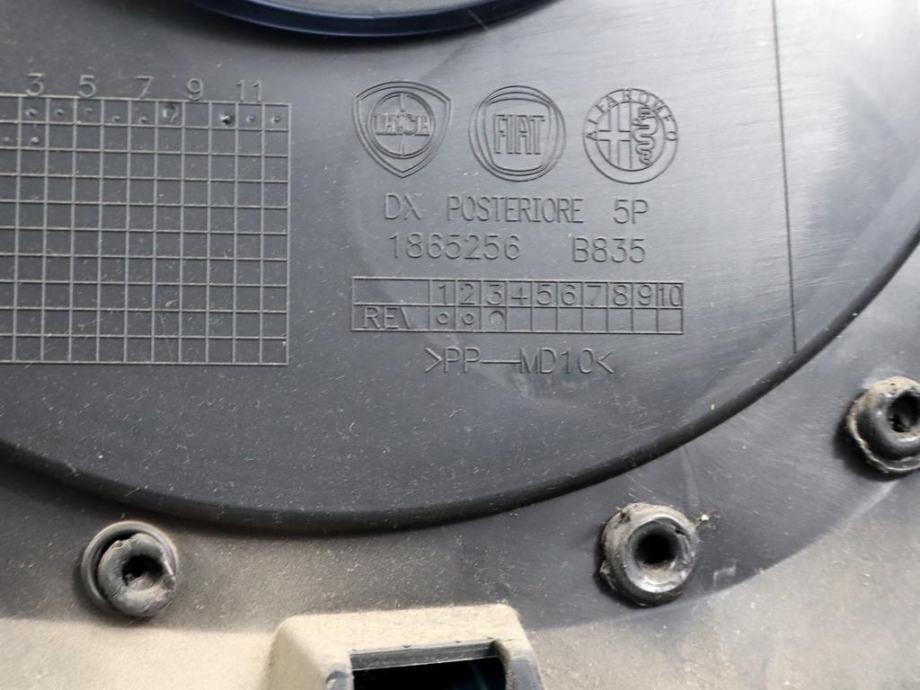 3 5 7 9 11
LANCIA FIAT ALFA ROMEO
DX POSTERIORE 5P
1865256 B835
1 2 3 4 5 6 7 8 9 10
REV
>PP—MD10<